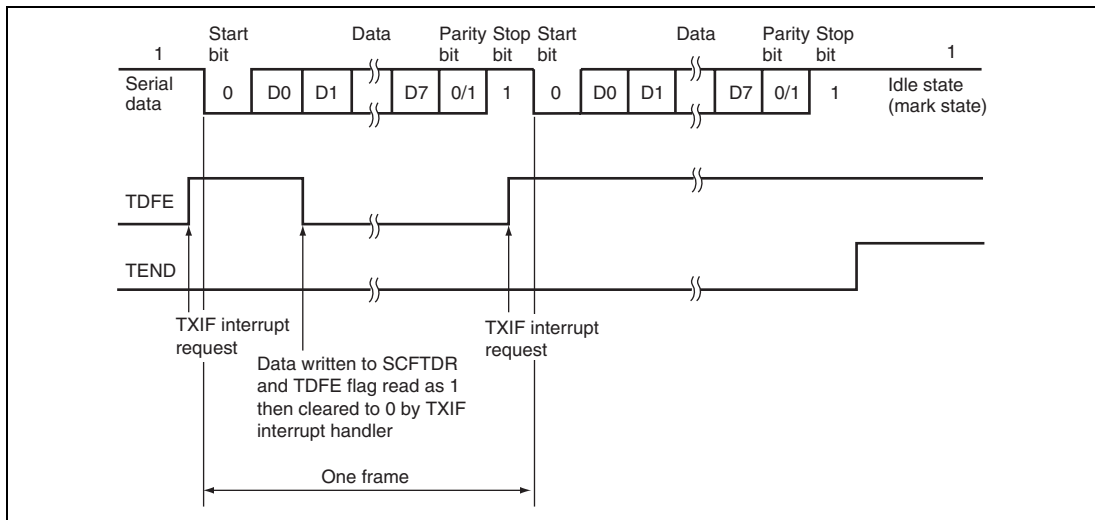 Start bit Data Parity bit Stop bit Start bit Data Parity bit Stop bit
1 1
Serial data 0 D0 D1 D7 0/1 1 0 D0 D1 D7 0/1 1 Idle state (mark state)
TDFE
TEND
TXIF interrupt request
TXIF interrupt request
Data written to SCFTDR
and TDFE flag read as 1
then cleared to 0 by TXIF
interrupt handler
One frame